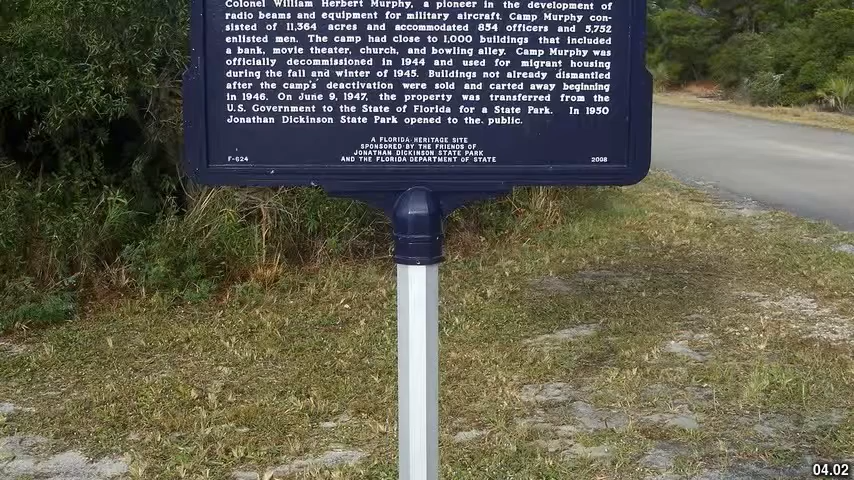 Colonel William Herbert Murphy, a pioneer in the development of
radio beams and equipment for military aircraft. Camp Murphy con-
sisted of 11,364 acres and accommodated 854 officers and 5,752
enlisted men. The camp had close to 1,000 buildings that included
a bank, movie theater, church, and bowling alley. Camp Murphy was
officially decommissioned in 1944 and used for migrant housing
during the fall and winter of 1945. Buildings not already dismantled
after the camp's deactivation were sold and carted away beginning
in 1946. On June 9, 1947, the property was transferred from the
U.S. Government to the State of Florida for a State Park. In 1950
Jonathan Dickinson State Park opened to the public.
A FLORIDA HERITAGE SITE
SPONSORED BY THE FRIENDS OF
JONATHAN DICKINSON STATE PARK
AND THE FLORIDA DEPARTMENT OF STATE
F-624
2008
04.02